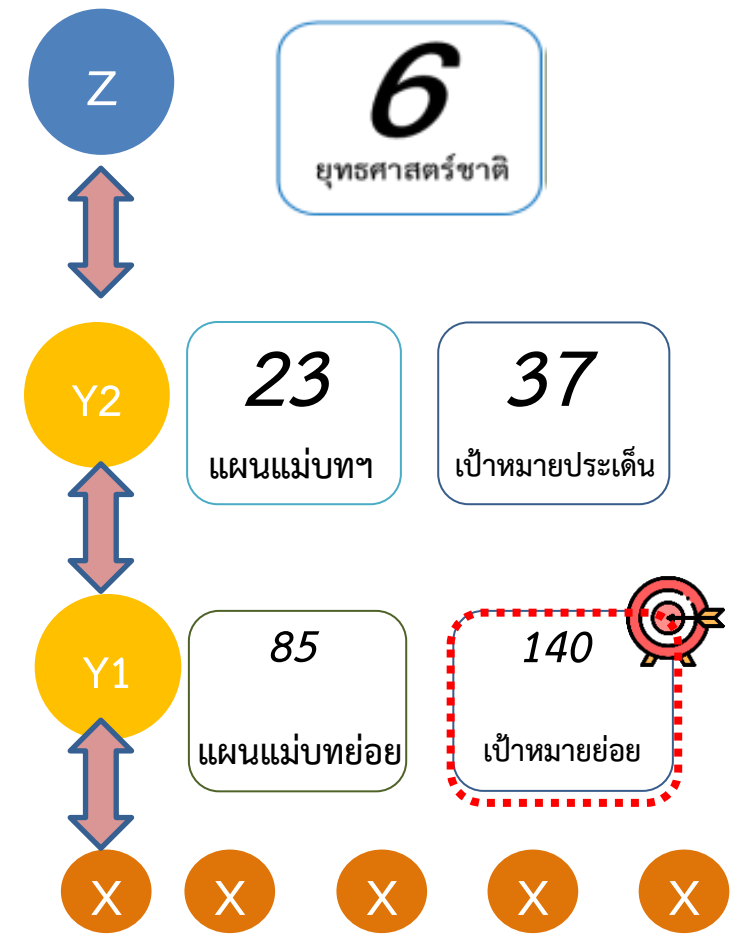 Z
6
ยุทธศาสตร์ชาติ
Y2
23
37
แผนแม่บทฯ
เป้าหมายประเด็น
Y1
85
140
แผนแม่บทย่อย
เป้าหมายย่อย
X X X X X